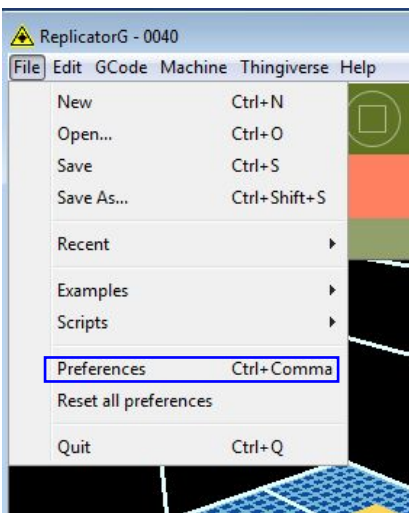 ReplicatorG - 0040
File Edit GCode Machine Thingiverse Help
New Ctrl+N
Open... Ctrl+O
Save Ctrl+S
Save As... Ctrl+Shift+S
Recent
Examples
Scripts
Preferences Ctrl+Comma
Reset all preferences
Quit Ctrl+Q